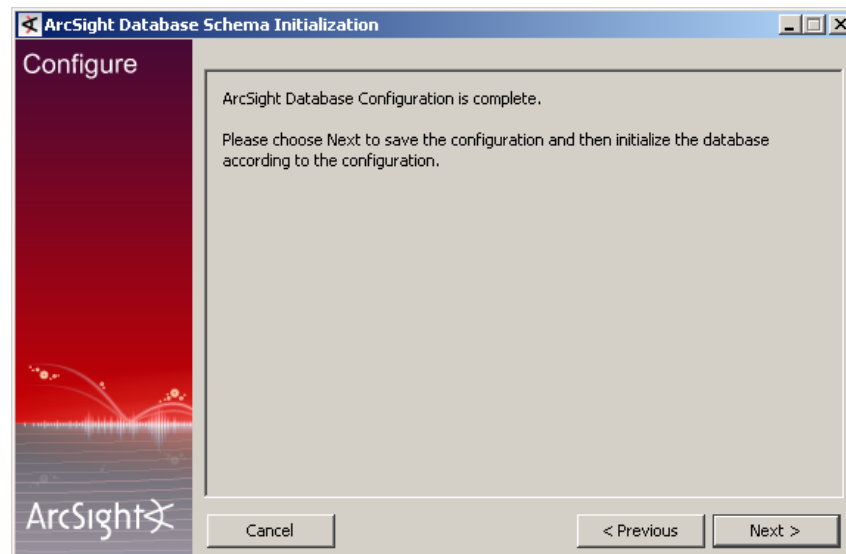 ArcSight Database Schema Initialization
Configure
ArcSight Database Configuration is complete.
Please choose Next to save the configuration and then initialize the database
according to the configuration.
ArcSight
Cancel
< Previous
Next >